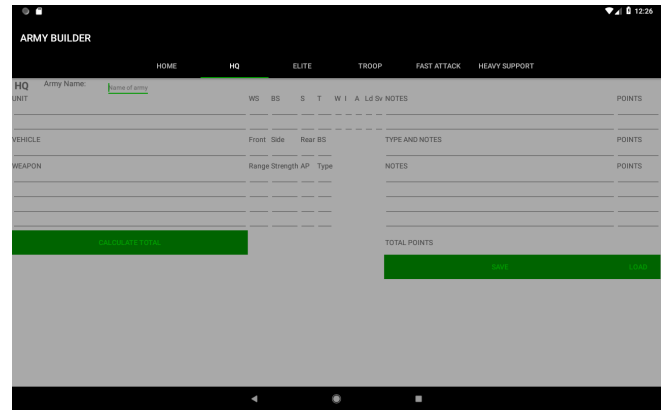 12:26
ARMY BUILDER
HOME HQ ELITE TROOP FAST ATTACK HEAVY SUPPORT
HQ Army Name: Name of army
UNIT WS BS S T W I A Ld Sv NOTES POINTS
VEHICLE Front Side Rear BS TYPE AND NOTES POINTS
WEAPON Range Strength AP Type NOTES POINTS
CALCULATE TOTAL TOTAL POINTS
SAVE LOAD